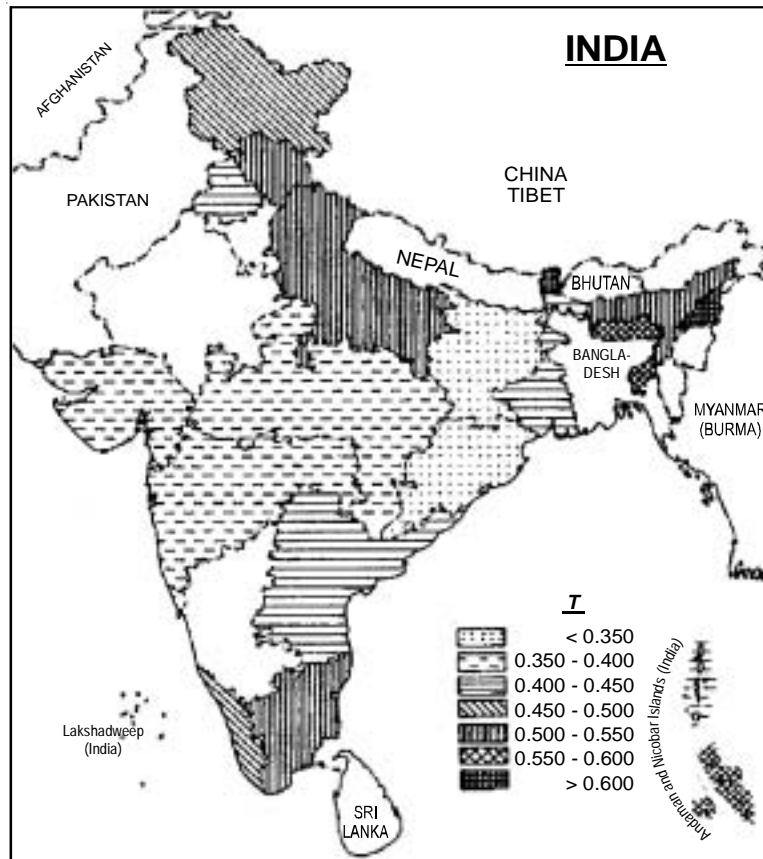 INDIA
AFGHANISTAN
PAKISTAN
CHINA
TIBET
NEPAL
BHUTAN
BANGLA-
DESH
MYANMAR
(BURMA)
T
< 0.350
0.350 - 0.400
0.400 - 0.450
0.450 - 0.500
0.500 - 0.550
0.550 - 0.600
> 0.600
Lakshadweep
(India)
SRI
LANKA
Andaman and Nicobar Islands (India)